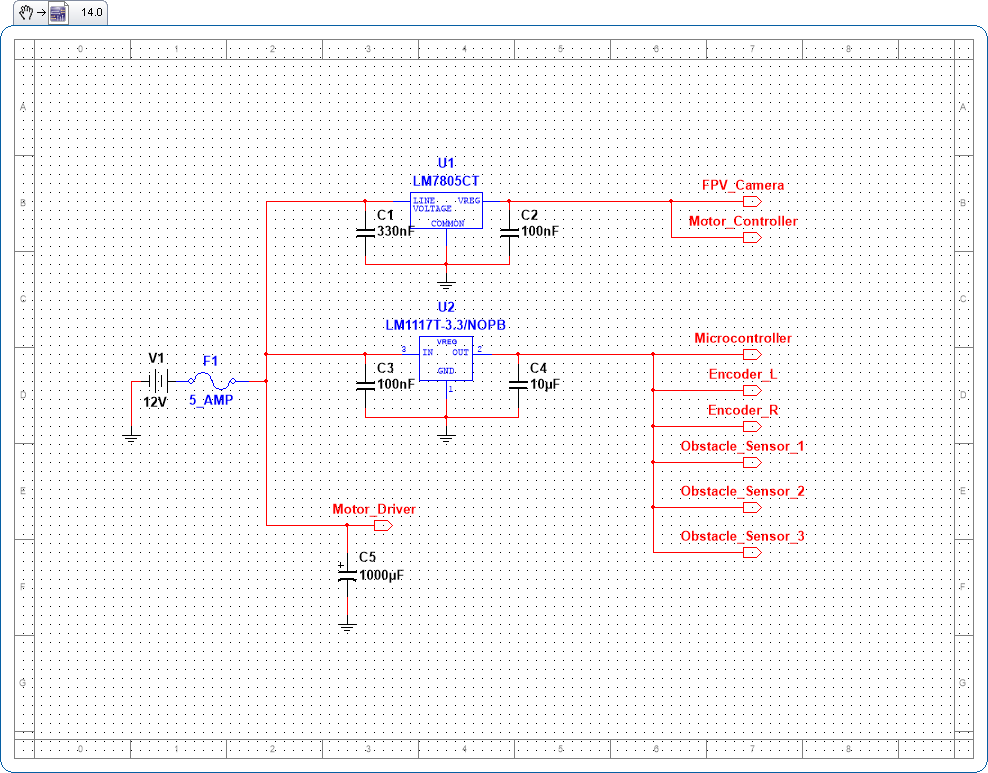 14.0
0 1 2 3 4 5 6 7 8
A A
U1
LM7805CT
LINE VREG
VOLTAGE
COMMON
C1
330nF
C2
100nF
FPV_Camera
Motor_Controller
B B
C C
U2
LM1117T-3.3/NOPB
VREG
IN OUT
GND
3
2
1
C3
100nF
C4
10µF
V1
12V
F1
5_AMP
Microcontroller
Encoder_L
Encoder_R
Obstacle_Sensor_1
Obstacle_Sensor_2
Obstacle_Sensor_3
D D
E E
Motor_Driver
+
C5
1000µF
F F
G G
0 1 2 3 4 5 6 7 8